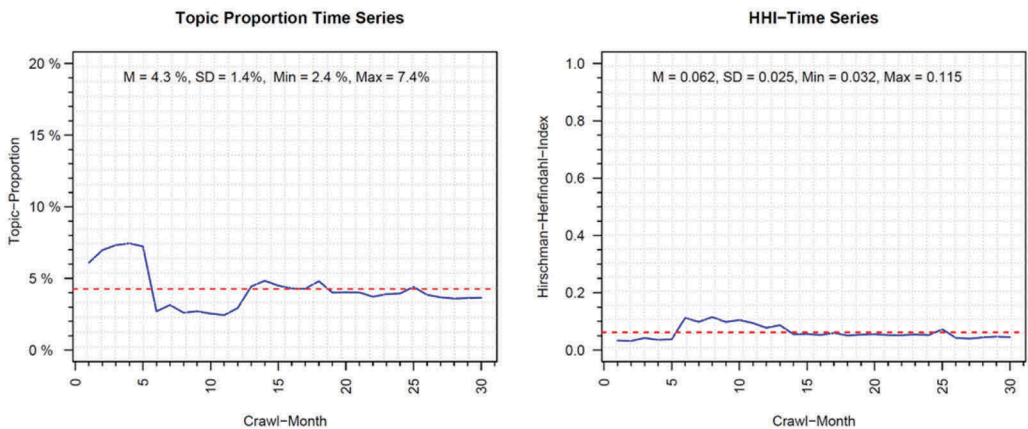 Topic Proportion Time Series
M = 4.3 %, SD = 1.4%, Min = 2.4 %, Max = 7.4%
Topic−Proportion
20 %
15 %
10 %
5 %
0 %
0 5 10 15 20 25 30
Crawl−Month
HHI−Time Series
M = 0.062, SD = 0.025, Min = 0.032, Max = 0.115
Hirschman−Herfindahl−Index
1.0
0.8
0.6
0.4
0.2
0.0
0 5 10 15 20 25 30
Crawl−Month